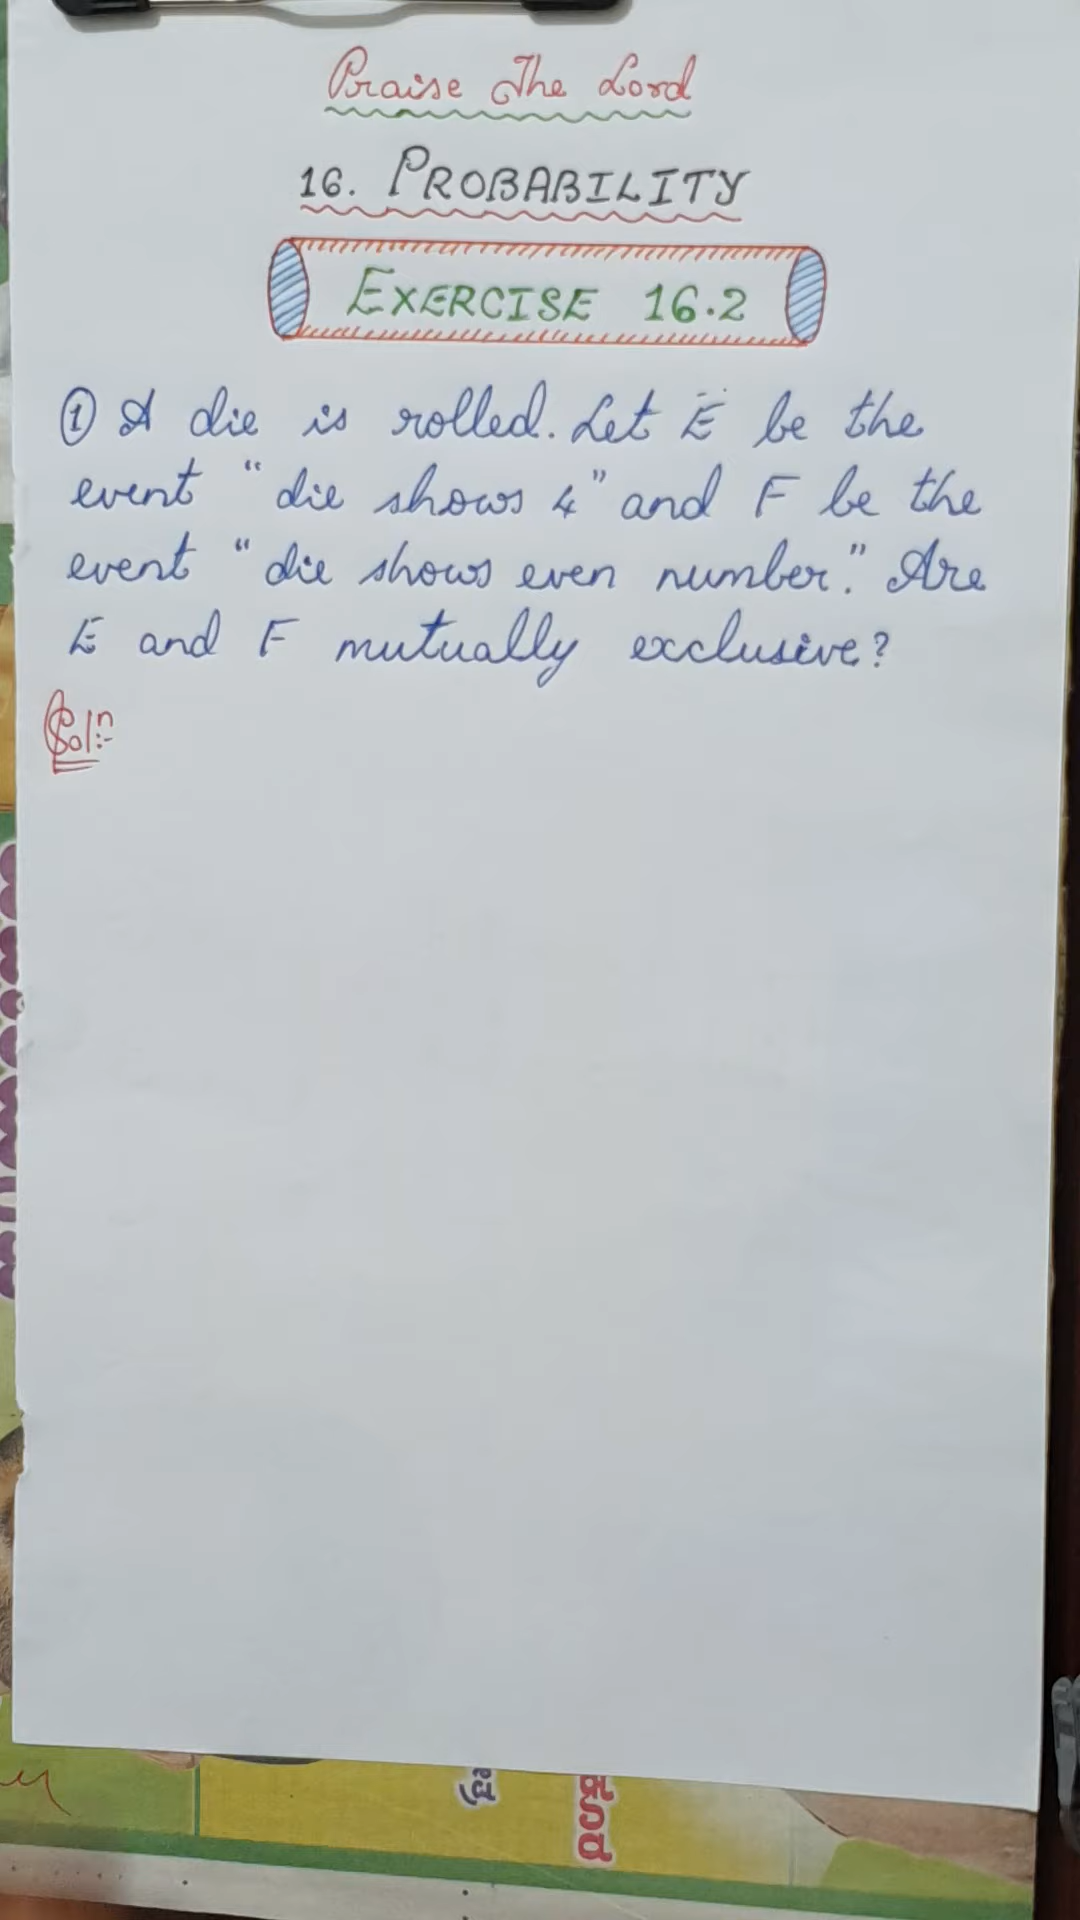 Praise The Lord
16. PROBABILITY
EXERCISE 16.2
① A die is rolled. Let E be the
event "die shows 4" and F be the
event "die shows even number." Are
E and F mutually exclusive?
Solⁿ:-